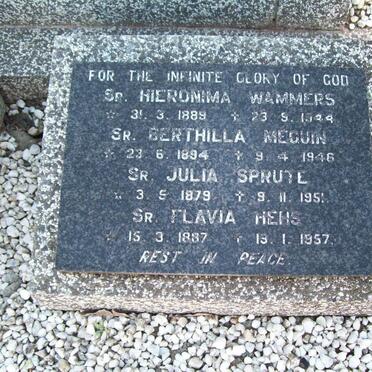 FOR THE INFINITE GLORY OF GOD
SR. HIERONIMA WAMMERS
☆ 31. 3. 1889 ✝ 23. 9. 1944
SR. BERTHILLA MEGUIN
☆ 23. 6. 1894 ✝ 9. 4. 1946
SR. JULIA SPRUTE
☆ 3. 5. 1879 ✝ 9. 11. 1951
SR. FLAVIA HEHS
☆ 15. 3. 1887 ✝ 19. 1. 1957
REST IN PEACE